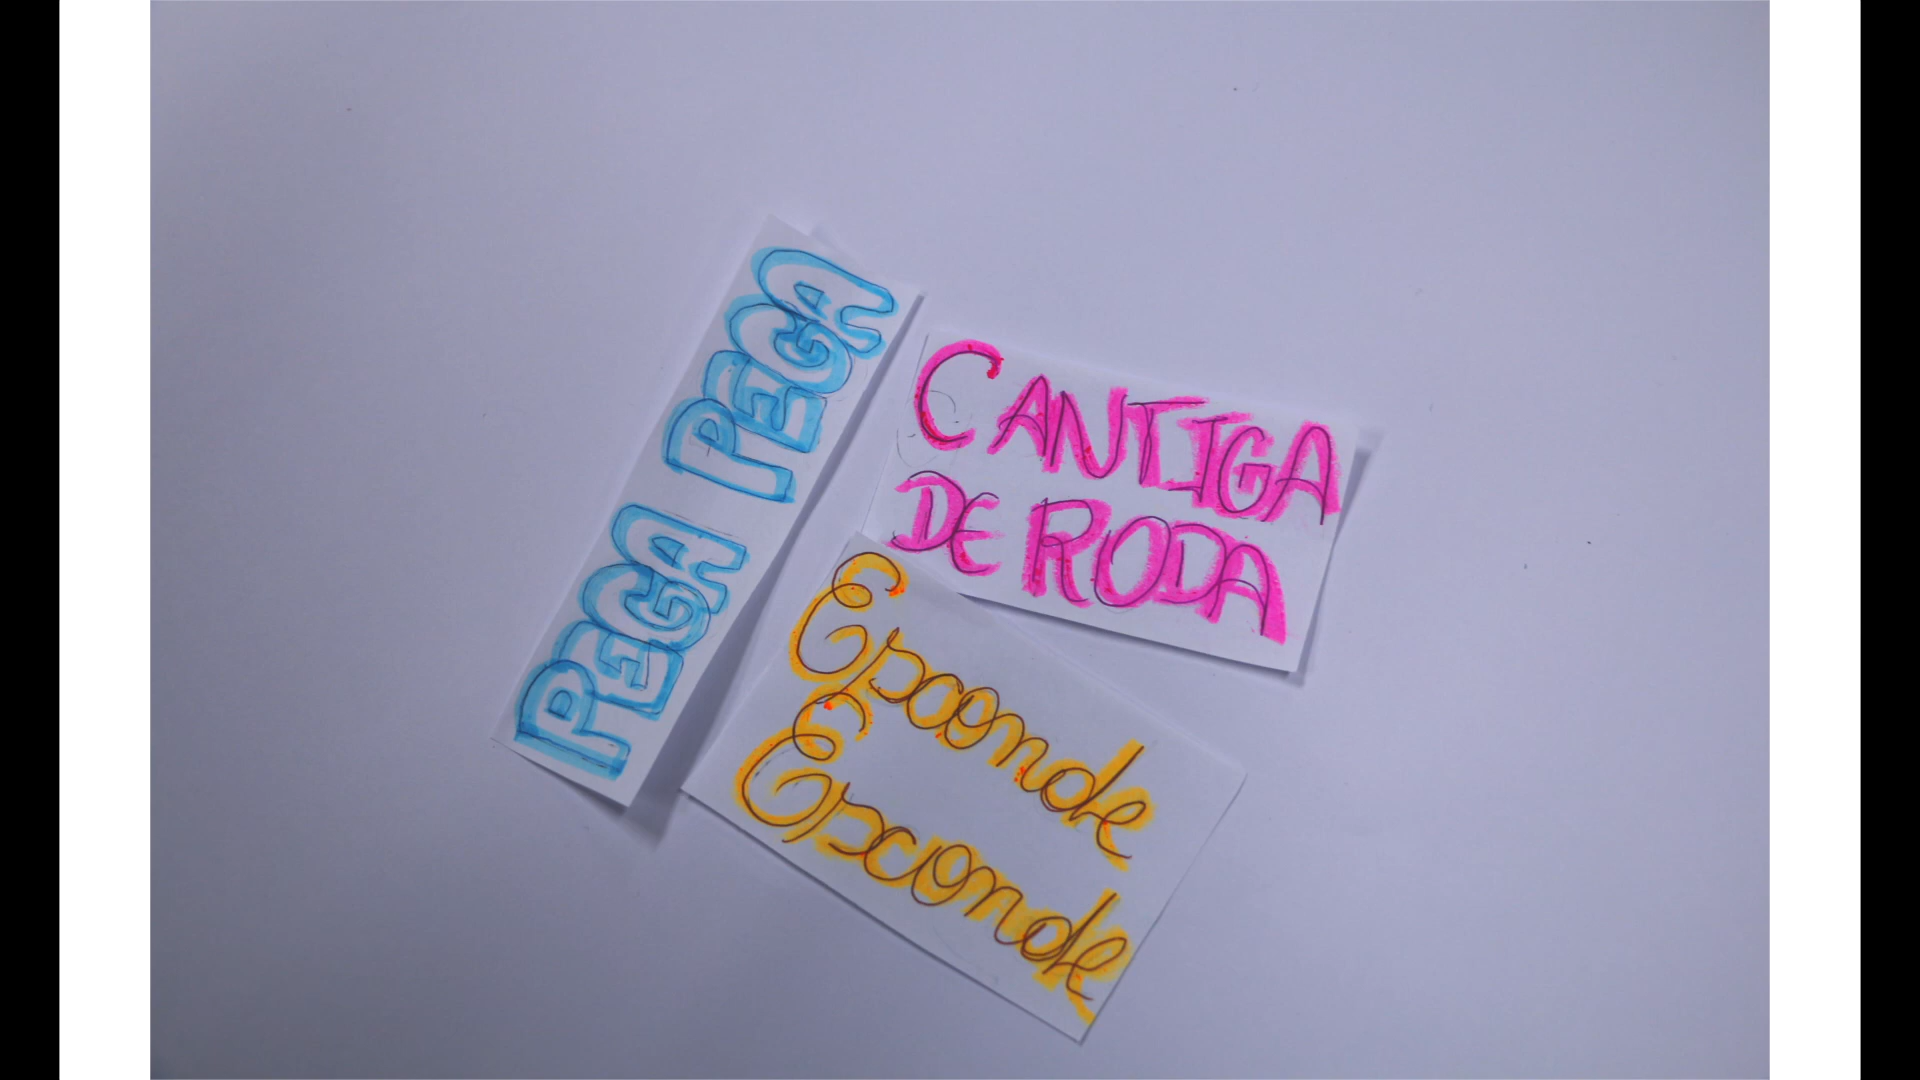 PEGA PEGA
CANTIGA
DE RODA
Esconde
Esconde